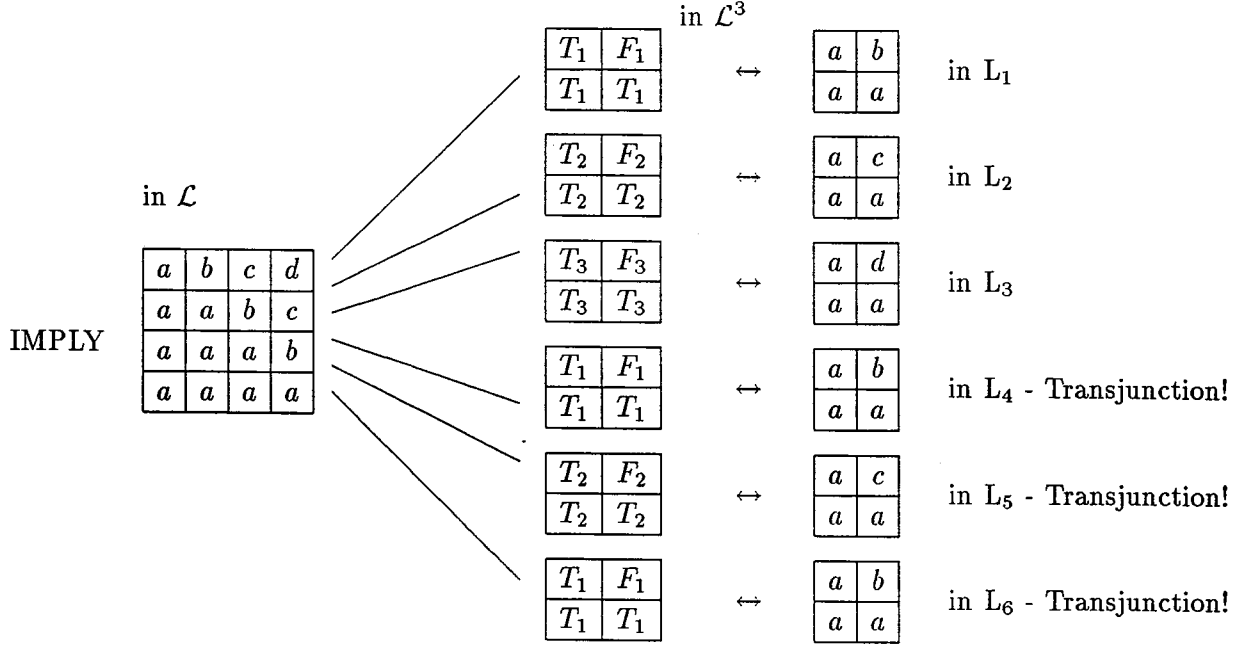 in ℒ³
T₁ F₁ ↔ a b in L₁
T₁ T₁ a a
T₂ F₂ ↔ a c in L₂
T₂ T₂ a a
in ℒ
T₃ F₃ ↔ a d in L₃
T₃ T₃ a a
IMPLY
a b c d
a a b c
a a a b
a a a a
T₁ F₁ ↔ a b in L₄ - Transjunction!
T₁ T₁ a a
T₂ F₂ ↔ a c in L₅ - Transjunction!
T₂ T₂ a a
T₁ F₁ ↔ a b in L₆ - Transjunction!
T₁ T₁ a a